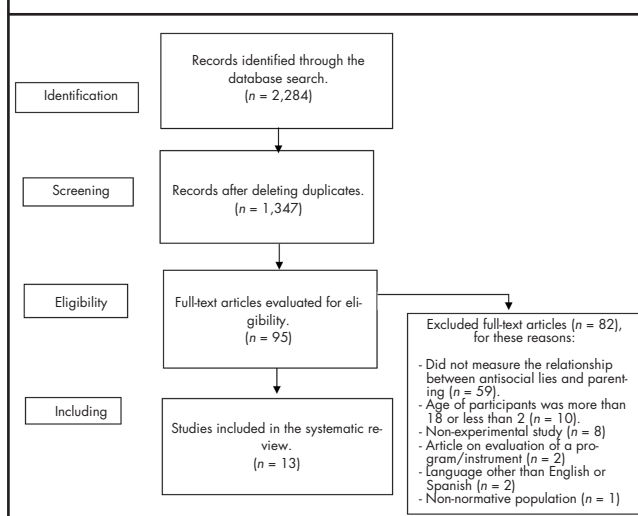 Identification
Records identified through the
database search.
(n = 2,284)
Screening
Records after deleting duplicates.
(n = 1,347)
Eligibility
Full-text articles evaluated for eli-
gibility.
(n = 95)
Excluded full-text articles (n = 82),
for these reasons:
- Did not measure the relationship
between antisocial lies and parent-
ing (n = 59).
- Age of participants was more than
18 or less than 2 (n = 10).
- Non-experimental study (n = 8)
- Article on evaluation of a pro-
gram/instrument (n = 2)
- Language other than English or
Spanish (n = 2)
- Non-normative population (n = 1)
Including
Studies included in the systematic re-
view.
(n = 13)